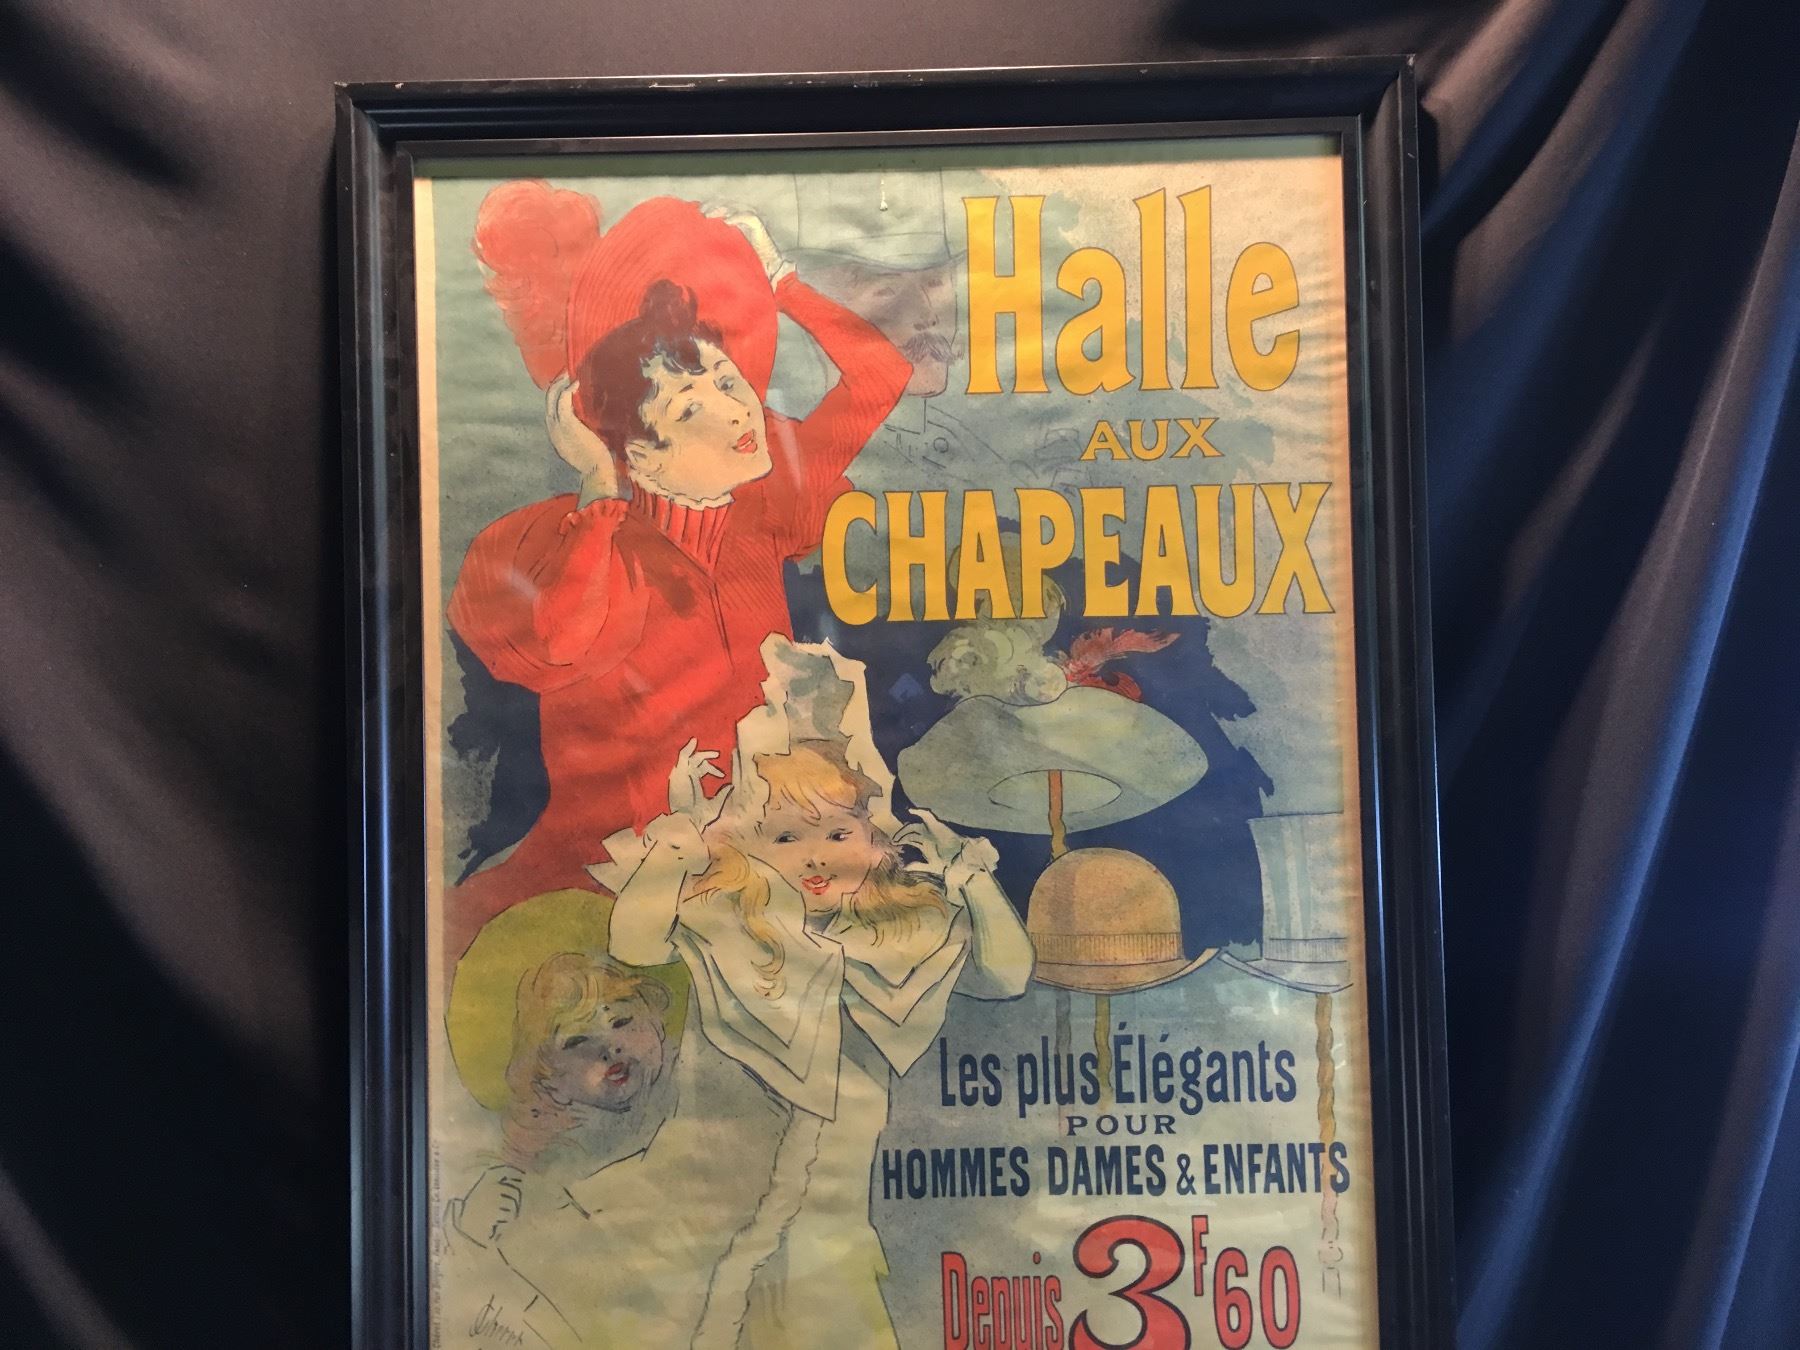 Halle
AUX
CHAPEAUX
Les plus Élégants
POUR
HOMMES DAMES & ENFANTS
Depuis 3F60